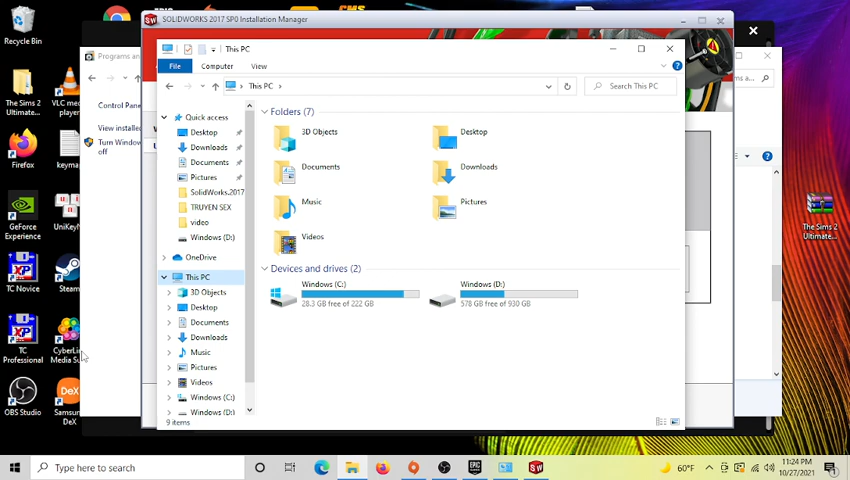 SOLIDWORKS 2017 SP0 Installation Manager
Recycle Bin
The Sims 2
Ultimate...
VLC me
player
Firefox
keyma
GeForce
Experience
UniKeyN
TC Novice
Steam
TC
Professional
CyberLin
Media Su
OBS Studio
Samsun
DeX
Programs an
Control Pane
View installe
Turn Window
off
This PC
File
Computer
View
This PC
Search This PC
Quick access
Desktop
Downloads
Documents
Pictures
SolidWorks.2017
TRUYEN SEX
video
Windows (D:)
OneDrive
This PC
3D Objects
Desktop
Documents
Downloads
Music
Pictures
Videos
Windows (C:)
Windows (D:)
9 items
Folders (7)
3D Objects
Desktop
Documents
Downloads
Music
Pictures
Videos
Devices and drives (2)
Windows (C:)
28.3 GB free of 222 GB
Windows (D:)
578 GB free of 930 GB
s a...
The Sims 2
Ultimate...
Type here to search
EPIC
60°F
11:24 PM
10/27/2021